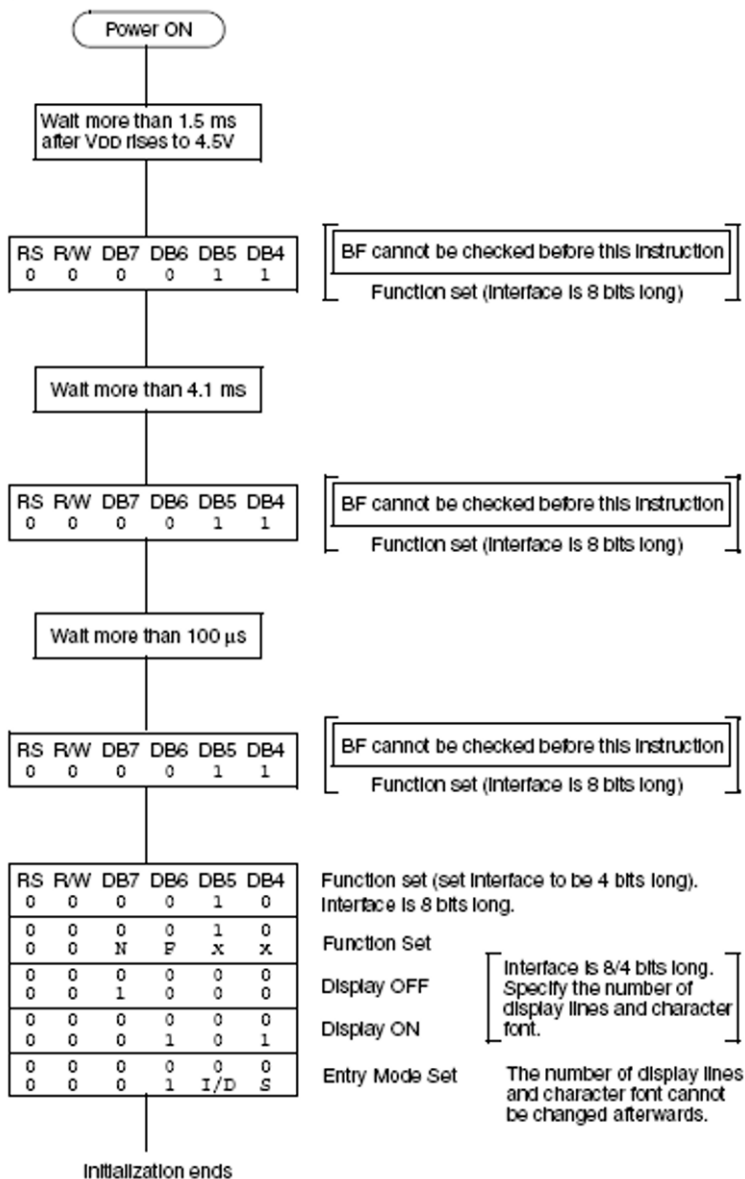 Power ON
Wait more than 1.5 ms
after VDD rises to 4.5V
RS R/W DB7 DB6 DB5 DB4
0 0 0 0 1 1
BF cannot be checked before this instruction
Function set (Interface is 8 bits long)
Wait more than 4.1 ms
RS R/W DB7 DB6 DB5 DB4
0 0 0 0 1 1
BF cannot be checked before this instruction
Function set (Interface is 8 bits long)
Wait more than 100 μs
RS R/W DB7 DB6 DB5 DB4
0 0 0 0 1 1
BF cannot be checked before this instruction
Function set (Interface is 8 bits long)
RS R/W DB7 DB6 DB5 DB4
0 0 0 0 1 0
Function set (set interface to be 4 bits long).
Interface is 8 bits long.
0 0 0 0 1 0
0 0 N F x x
Function Set
0 0 0 0 0 0
0 0 1 0 0 0
Display OFF
0 0 0 0 0 0
0 0 0 1 0 1
Display ON
Interface is 8/4 bits long.
Specify the number of
display lines and character
font.
0 0 0 0 0 0
0 0 0 1 I/D S
Entry Mode Set
The number of display lines
and character font cannot
be changed afterwards.
Initialization ends